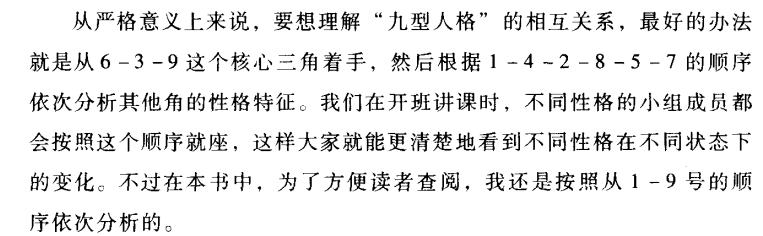 从严格意义上来说，要想理解“九型人格”的相互关系，最好的办法
就是从6－3－9这个核心三角着手，然后根据1－4－2－8－5－7的顺序
依次分析其他角的性格特征。我们在开班讲课时，不同性格的小组成员都
会按照这个顺序就座，这样大家就能更清楚地看到不同性格在不同状态下
的变化。不过在本书中，为了方便读者查阅，我还是按照从1－9号的顺
序依次分析的。